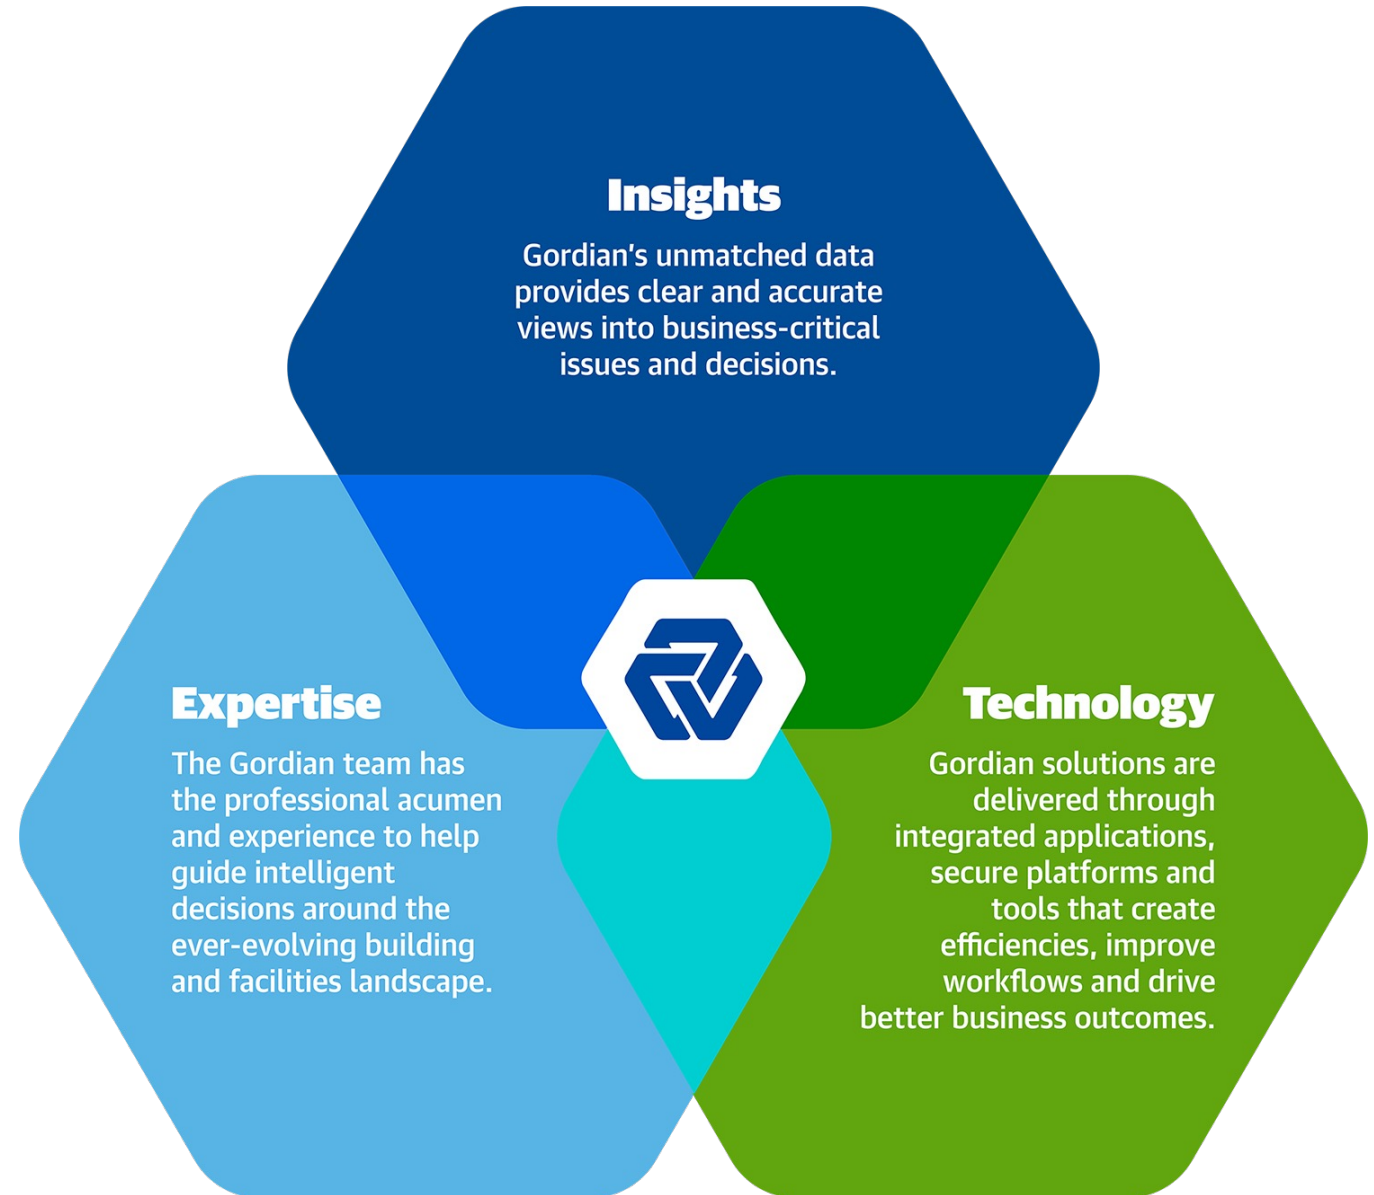 Insights
Gordian's unmatched data
provides clear and accurate
views into business-critical
issues and decisions.
Expertise
The Gordian team has
the professional acumen
and experience to help
guide intelligent
decisions around the
ever-evolving building
and facilities landscape.
Technology
Gordian solutions are
delivered through
integrated applications,
secure platforms and
tools that create
efficiencies, improve
workflows and drive
better business outcomes.